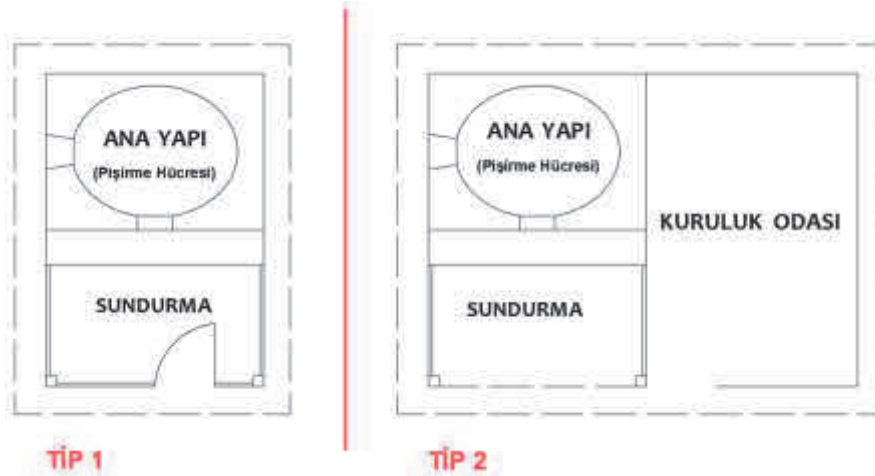 ANA YAPI
(Pişirme Hücresi)
SUNDURMA
TİP 1
ANA YAPI
(Pişirme Hücresi)
KURULUK ODASI
SUNDURMA
TİP 2